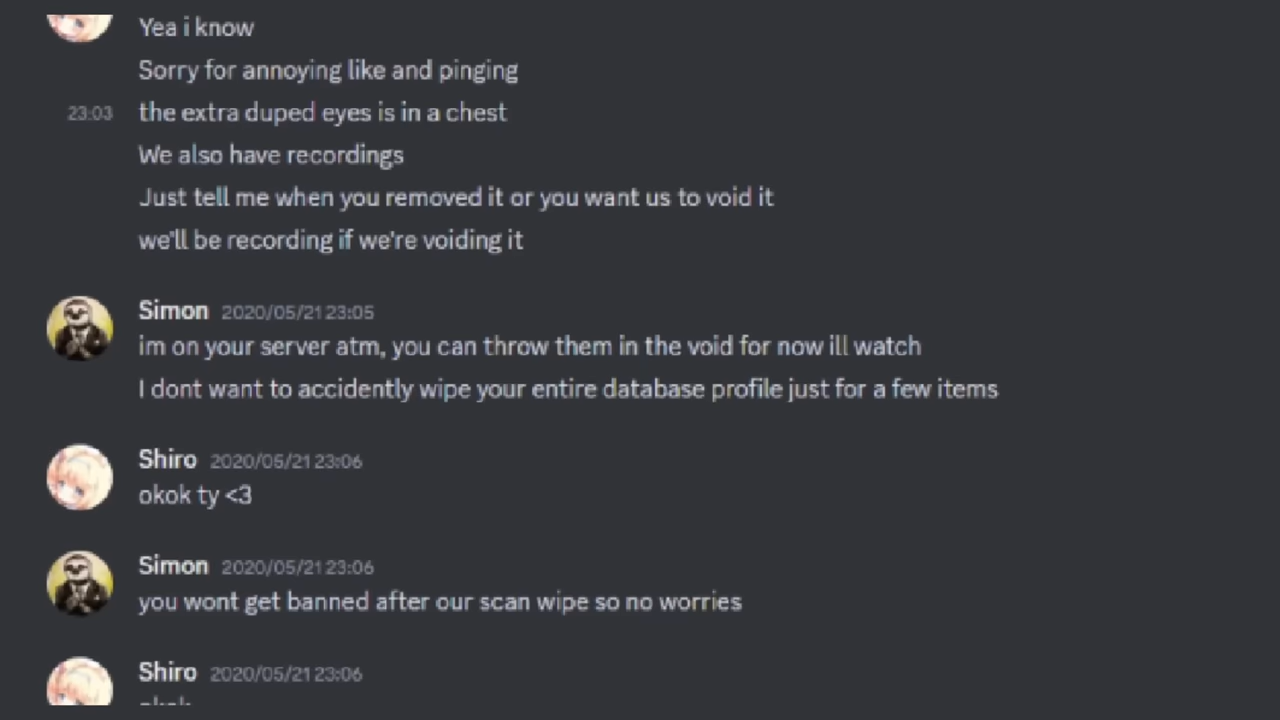 Yea i know
Sorry for annoying like and pinging
23:03 the extra duped eyes is in a chest
We also have recordings
Just tell me when you removed it or you want us to void it
we'll be recording if we're voiding it
Simon 2020/05/21 23:05
im on your server atm, you can throw them in the void for now ill watch
I dont want to accidently wipe your entire database profile just for a few items
Shiro 2020/05/21 23:06
okok ty <3
Simon 2020/05/21 23:06
you wont get banned after our scan wipe so no worries
Shiro 2020/05/21 23:06